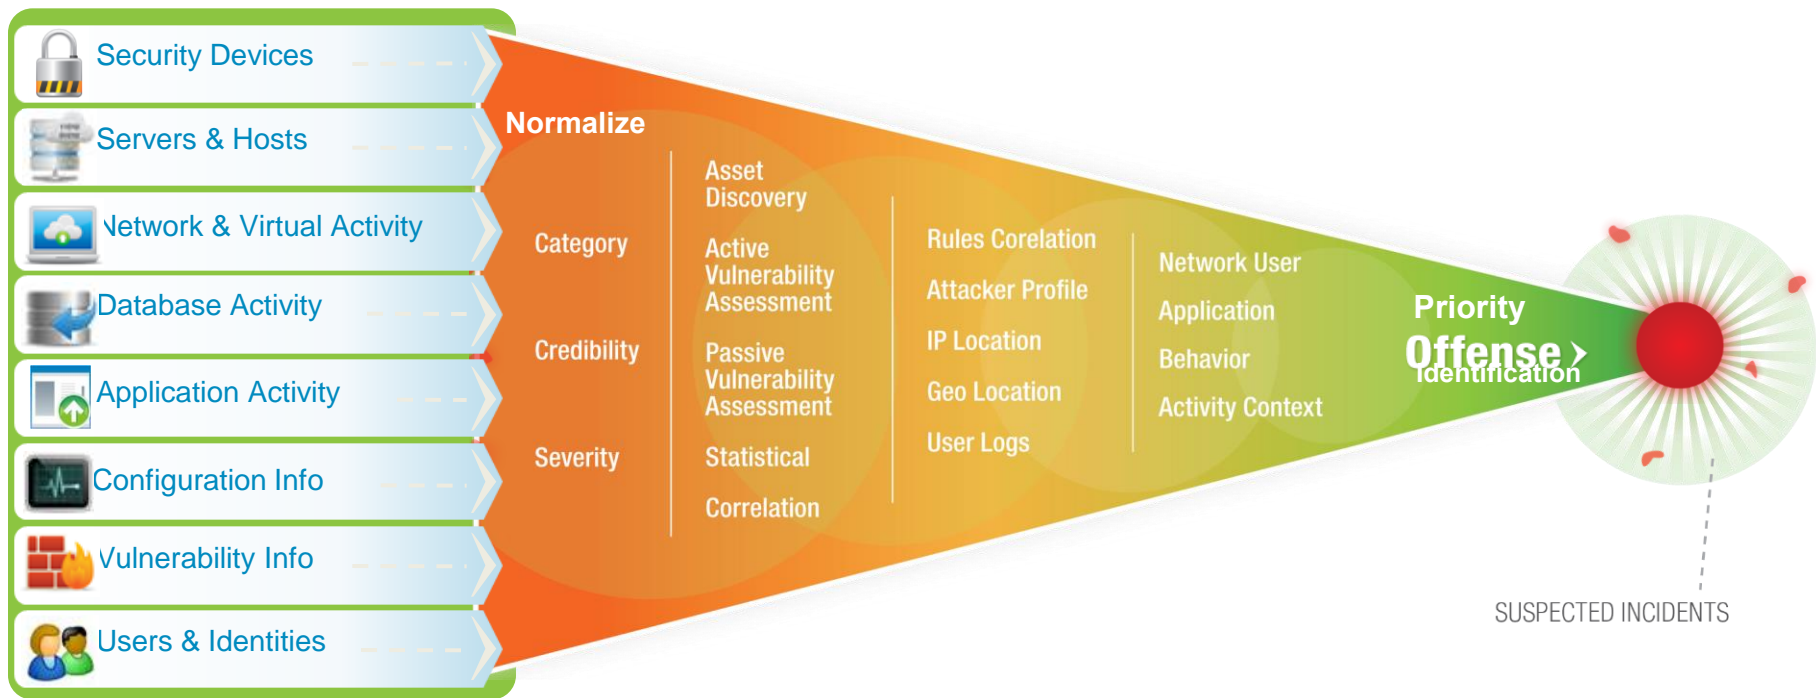 Security Devices
Servers & Hosts
Network & Virtual Activity
Database Activity
Application Activity
Configuration Info
Vulnerability Info
Users & Identities
Normalize
Category
Credibility
Severity
Asset
Discovery
Active
Vulnerability
Assessment
Passive
Vulnerability
Assessment
Statistical
Correlation
Rules Corelation
Attacker Profile
IP Location
Geo Location
User Logs
Network User
Application
Behavior
Activity Context
Priority
Offense
Identification
SUSPECTED INCIDENTS